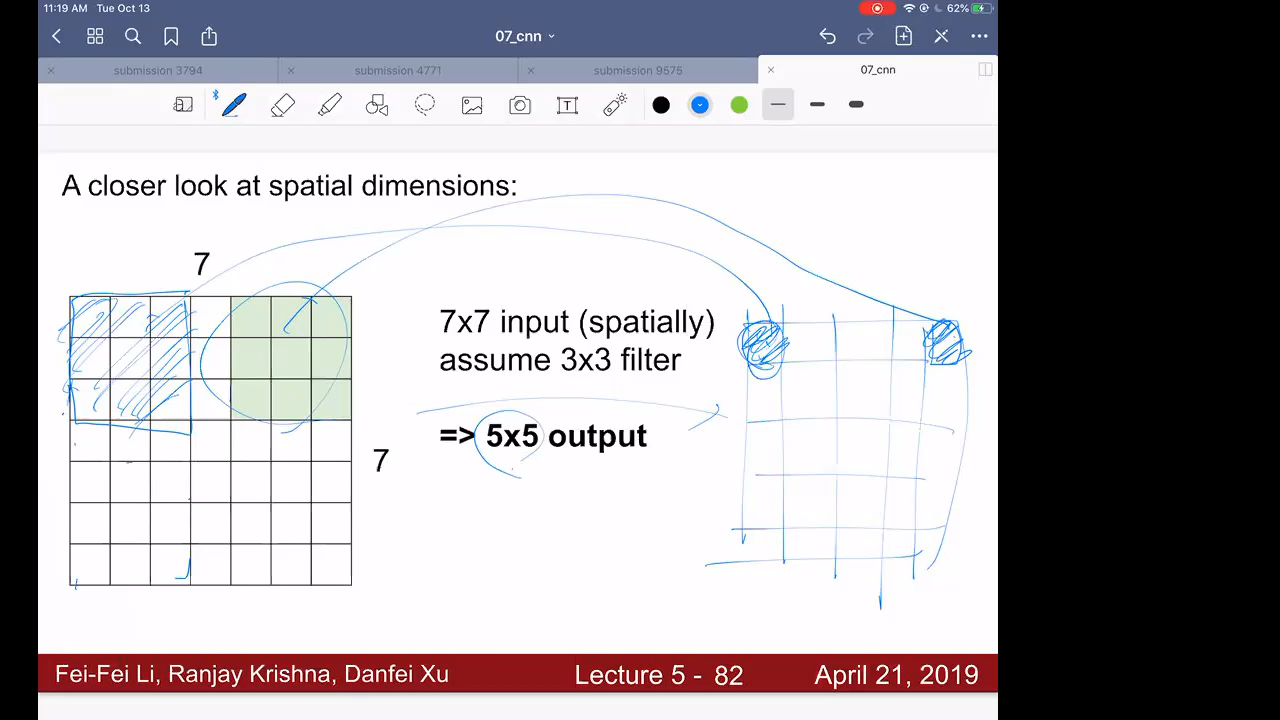 11:19 AM Tue Oct 13
62%
07_cnn
submission 3794
submission 4771
submission 9575
07_cnn
T
A closer look at spatial dimensions:
7
7x7 input (spatially)
assume 3x3 filter
=> 5x5 output
7
Fei-Fei Li, Ranjay Krishna, Danfei Xu
Lecture 5 - 82
April 21, 2019